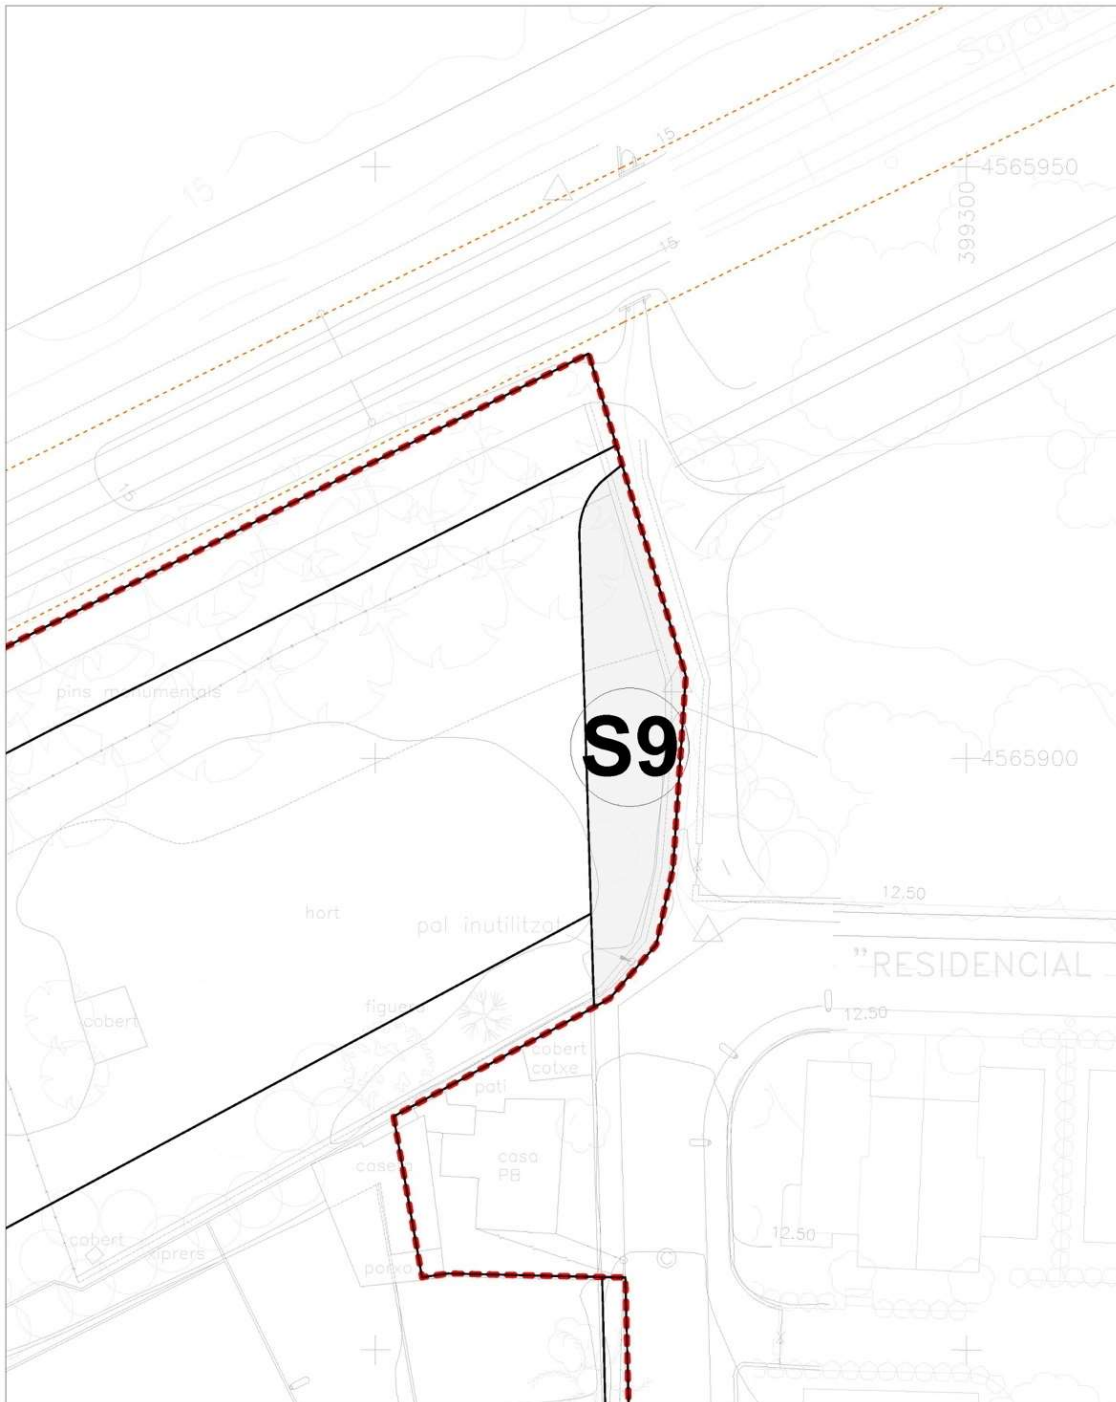 15
n
15
4565950
399300
15
15
pins monumentals
S9
4565900
hort
pal inutilitzat
12.50
"RESIDENCIAL
figuera
12.50
cobert
cobert
cotxe
pati
casa
PB
caseta
cobert
xiprers
porxo
12.50